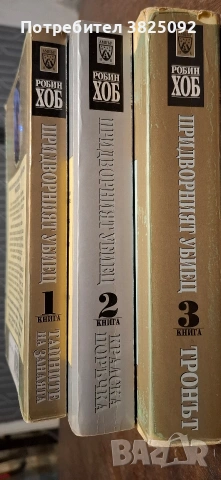 Потребител 3825092
РОБИН
ХОБ
ПРИДВОРНИЯТ УБИЕЦ
1
КНИГА
ТАЙНИТЕ
НА ЗАНАЯТА
РОБИН
ХОБ
ПРИДВОРНИЯТ УБИЕЦ
2
КНИГА
КРАЛСКА
ПОРЪЧКА
РОБИН
ХОБ
ПРИДВОРНИЯТ УБИЕЦ
3
КНИГА
ТРОНЪТ
bazar